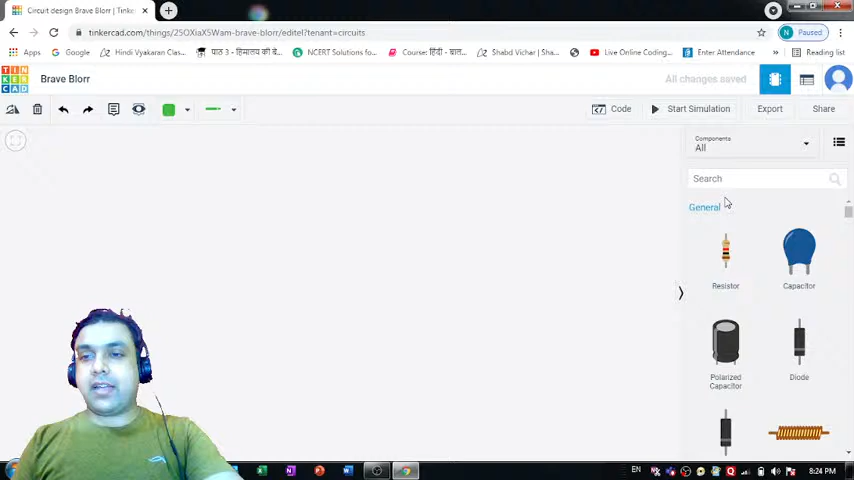 Circuit design Brave Blorr | Tinke
tinkercad.com/things/25OXiaX5Wam-brave-blorr/editel?tenant=circuits
Paused
Apps
Google
Hindi Vyakaran Clas...
पाठ 3 - हिमालय की बे...
NCERT Solutions fo...
Course: हिंदी - बाल...
Shabd Vichar | Sha...
Live Online Coding...
Enter Attendance
»
Reading list
TIN
KER
CAD
Brave Blorr
All changes saved
Code
Start Simulation
Export
Share
Components
All
Search
General
Resistor
Capacitor
Polarized
Capacitor
Diode
EN
8:24 PM